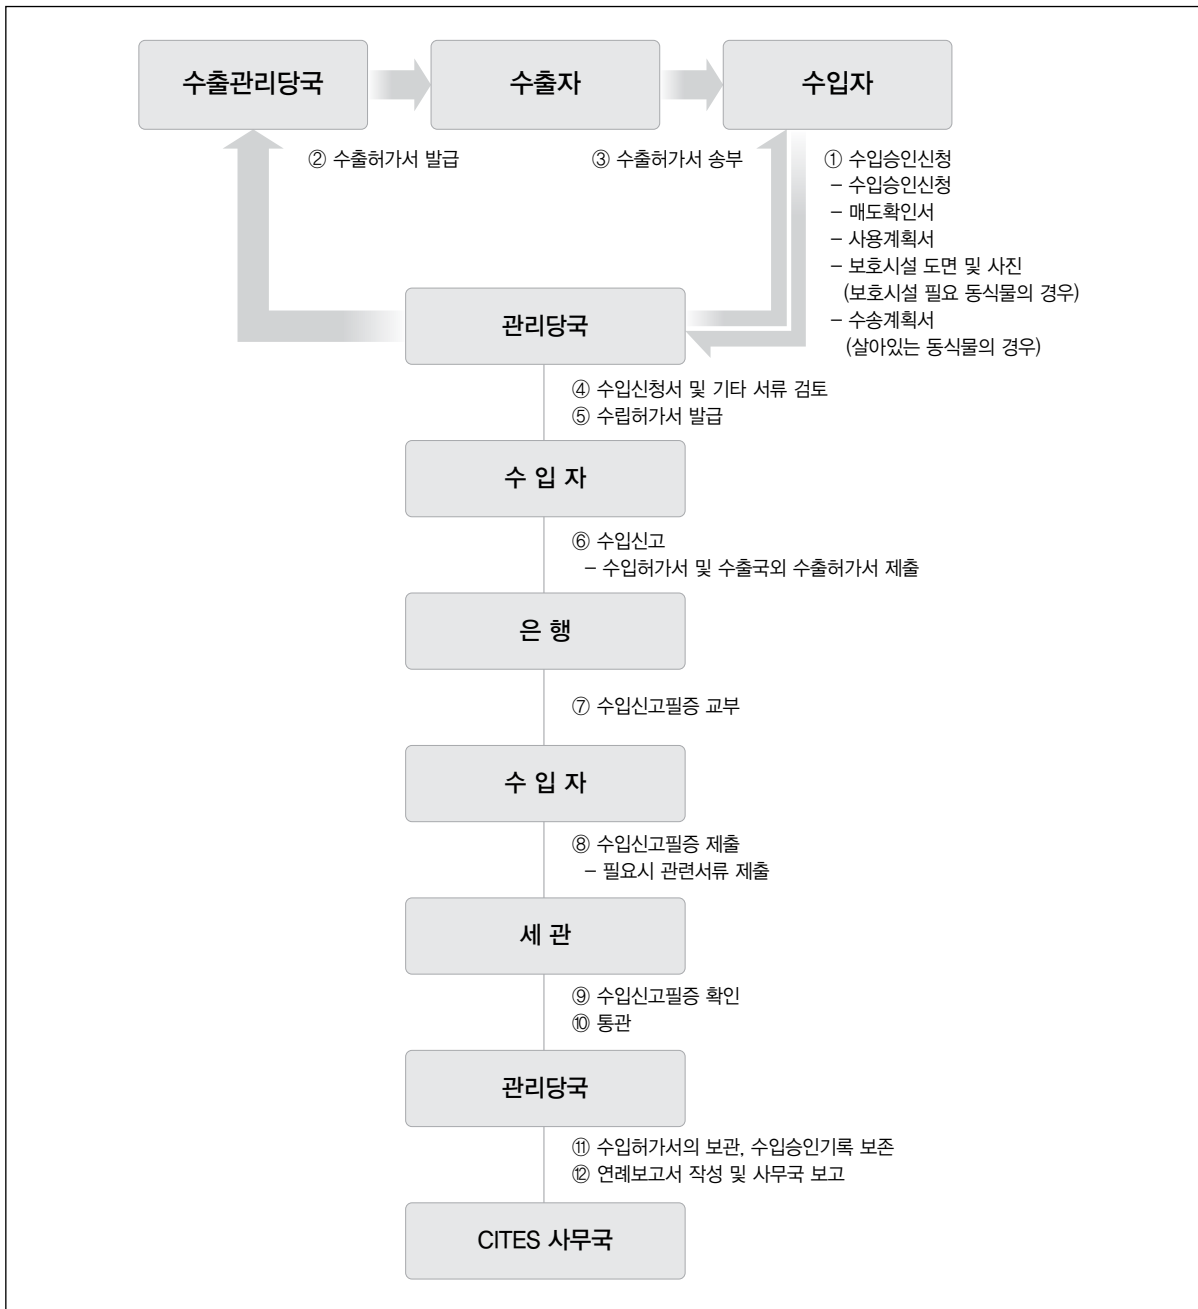 수출관리당국
수출자
수입자
② 수출허가서 발급
③ 수출허가서 송부
① 수입승인신청
– 수입승인신청
– 매도확인서
– 사용계획서
– 보호시설 도면 및 사진
(보호시설 필요 동식물의 경우)
– 수송계획서
(살아있는 동식물의 경우)
관리당국
④ 수입신청서 및 기타 서류 검토
⑤ 수립허가서 발급
수 입 자
⑥ 수입신고
– 수입허가서 및 수출국외 수출허가서 제출
은 행
⑦ 수입신고필증 교부
수 입 자
⑧ 수입신고필증 제출
– 필요시 관련서류 제출
세 관
⑨ 수입신고필증 확인
⑩ 통관
관리당국
⑪ 수입허가서의 보관, 수입승인기록 보존
⑫ 연례보고서 작성 및 사무국 보고
CITES 사무국